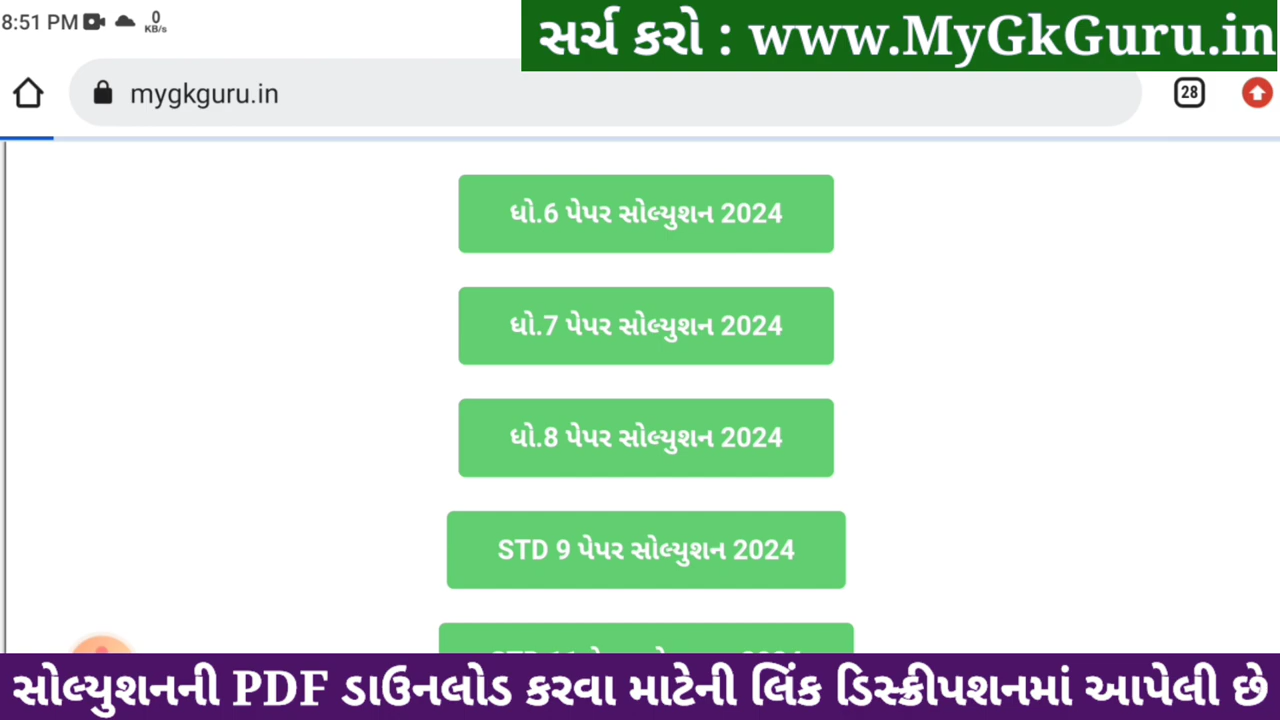 8:51 PM 0 KB/s
સર્ચ કરો : www.MyGkGuru.in
mygkguru.in
28
ધો.6 પેપર સોલ્યુશન 2024
ધો.7 પેપર સોલ્યુશન 2024
ધો.8 પેપર સોલ્યુશન 2024
STD 9 પેપર સોલ્યુશન 2024
સોલ્યુશનની PDF ડાઉનલોડ કરવા માટેની લિંક ડિસ્ક્રીપશનમાં આપેલી છે